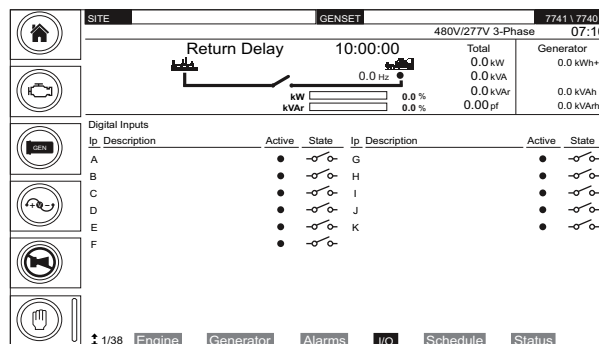 SITE GENSET 7741 \ 7740
480V/277V 3-Phase 07:10
Return Delay 10:00:00 Total Generator
0.0 kW 0.0 kWh+
0.0 Hz 0.0 kVA
0.0 kVAr 0.0 kVAh
kW 0.0 % 0.00 pf 0.0 kVArh
kVAr 0.0 %
Digital Inputs
Ip Description Active State Ip Description Active State
A G
B H
C I
D J
E K
F
GEN
1/38 Engine Generator Alarms I/O Schedule Status